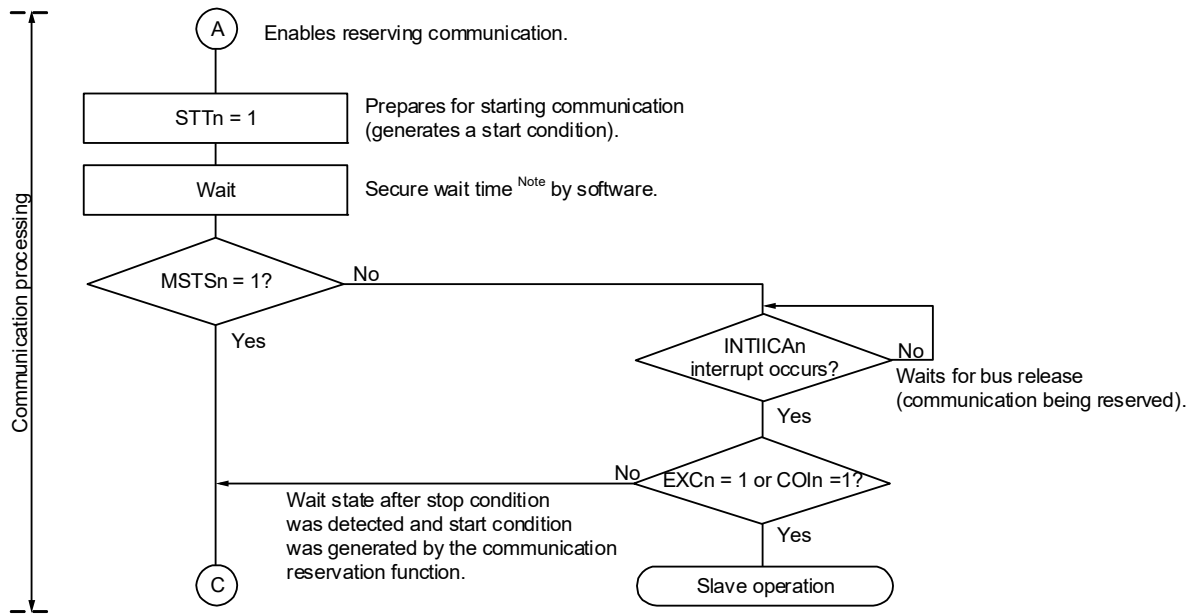 A
Enables reserving communication.
STTn = 1
Prepares for starting communication
(generates a start condition).
Wait
Secure wait time Note by software.
MSTSn = 1?
No
Yes
INTIICAn
interrupt occurs?
No
Waits for bus release
(communication being reserved).
Yes
EXCn = 1 or COIn =1?
No
Wait state after stop condition
was detected and start condition
was generated by the communication
reservation function.
Yes
C
Slave operation
Communication processing